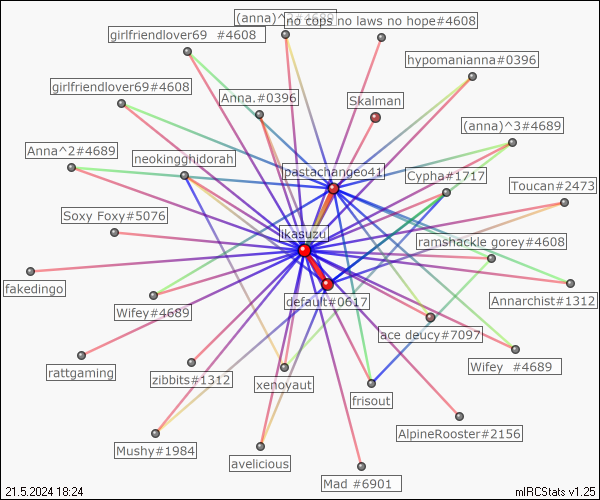 (anna)^2#4689
no cops no laws no hope#4608
girlfriendlover69 #4608
hypomanianna#0396
girlfriendlover69#4608
Anna.#0396
Skalman
(anna)^3#4689
Anna^2#4689
neokingghidorah
pastachangeo41
Cypha#1717
Toucan#2473
Soxy Foxy#5076
ikasuzu
ramshackle gorey#4608
fakedingo
Wifey#4689
default#0617
Annarchist#1312
ace deucy#7097
rattgaming
zibbits#1312
xenoyaut
Wifey #4689
frisout
AlpineRooster#2156
Mushy#1984
avelicious
Mad #6901
21.5.2024 18:24
mIRCStats v1.25